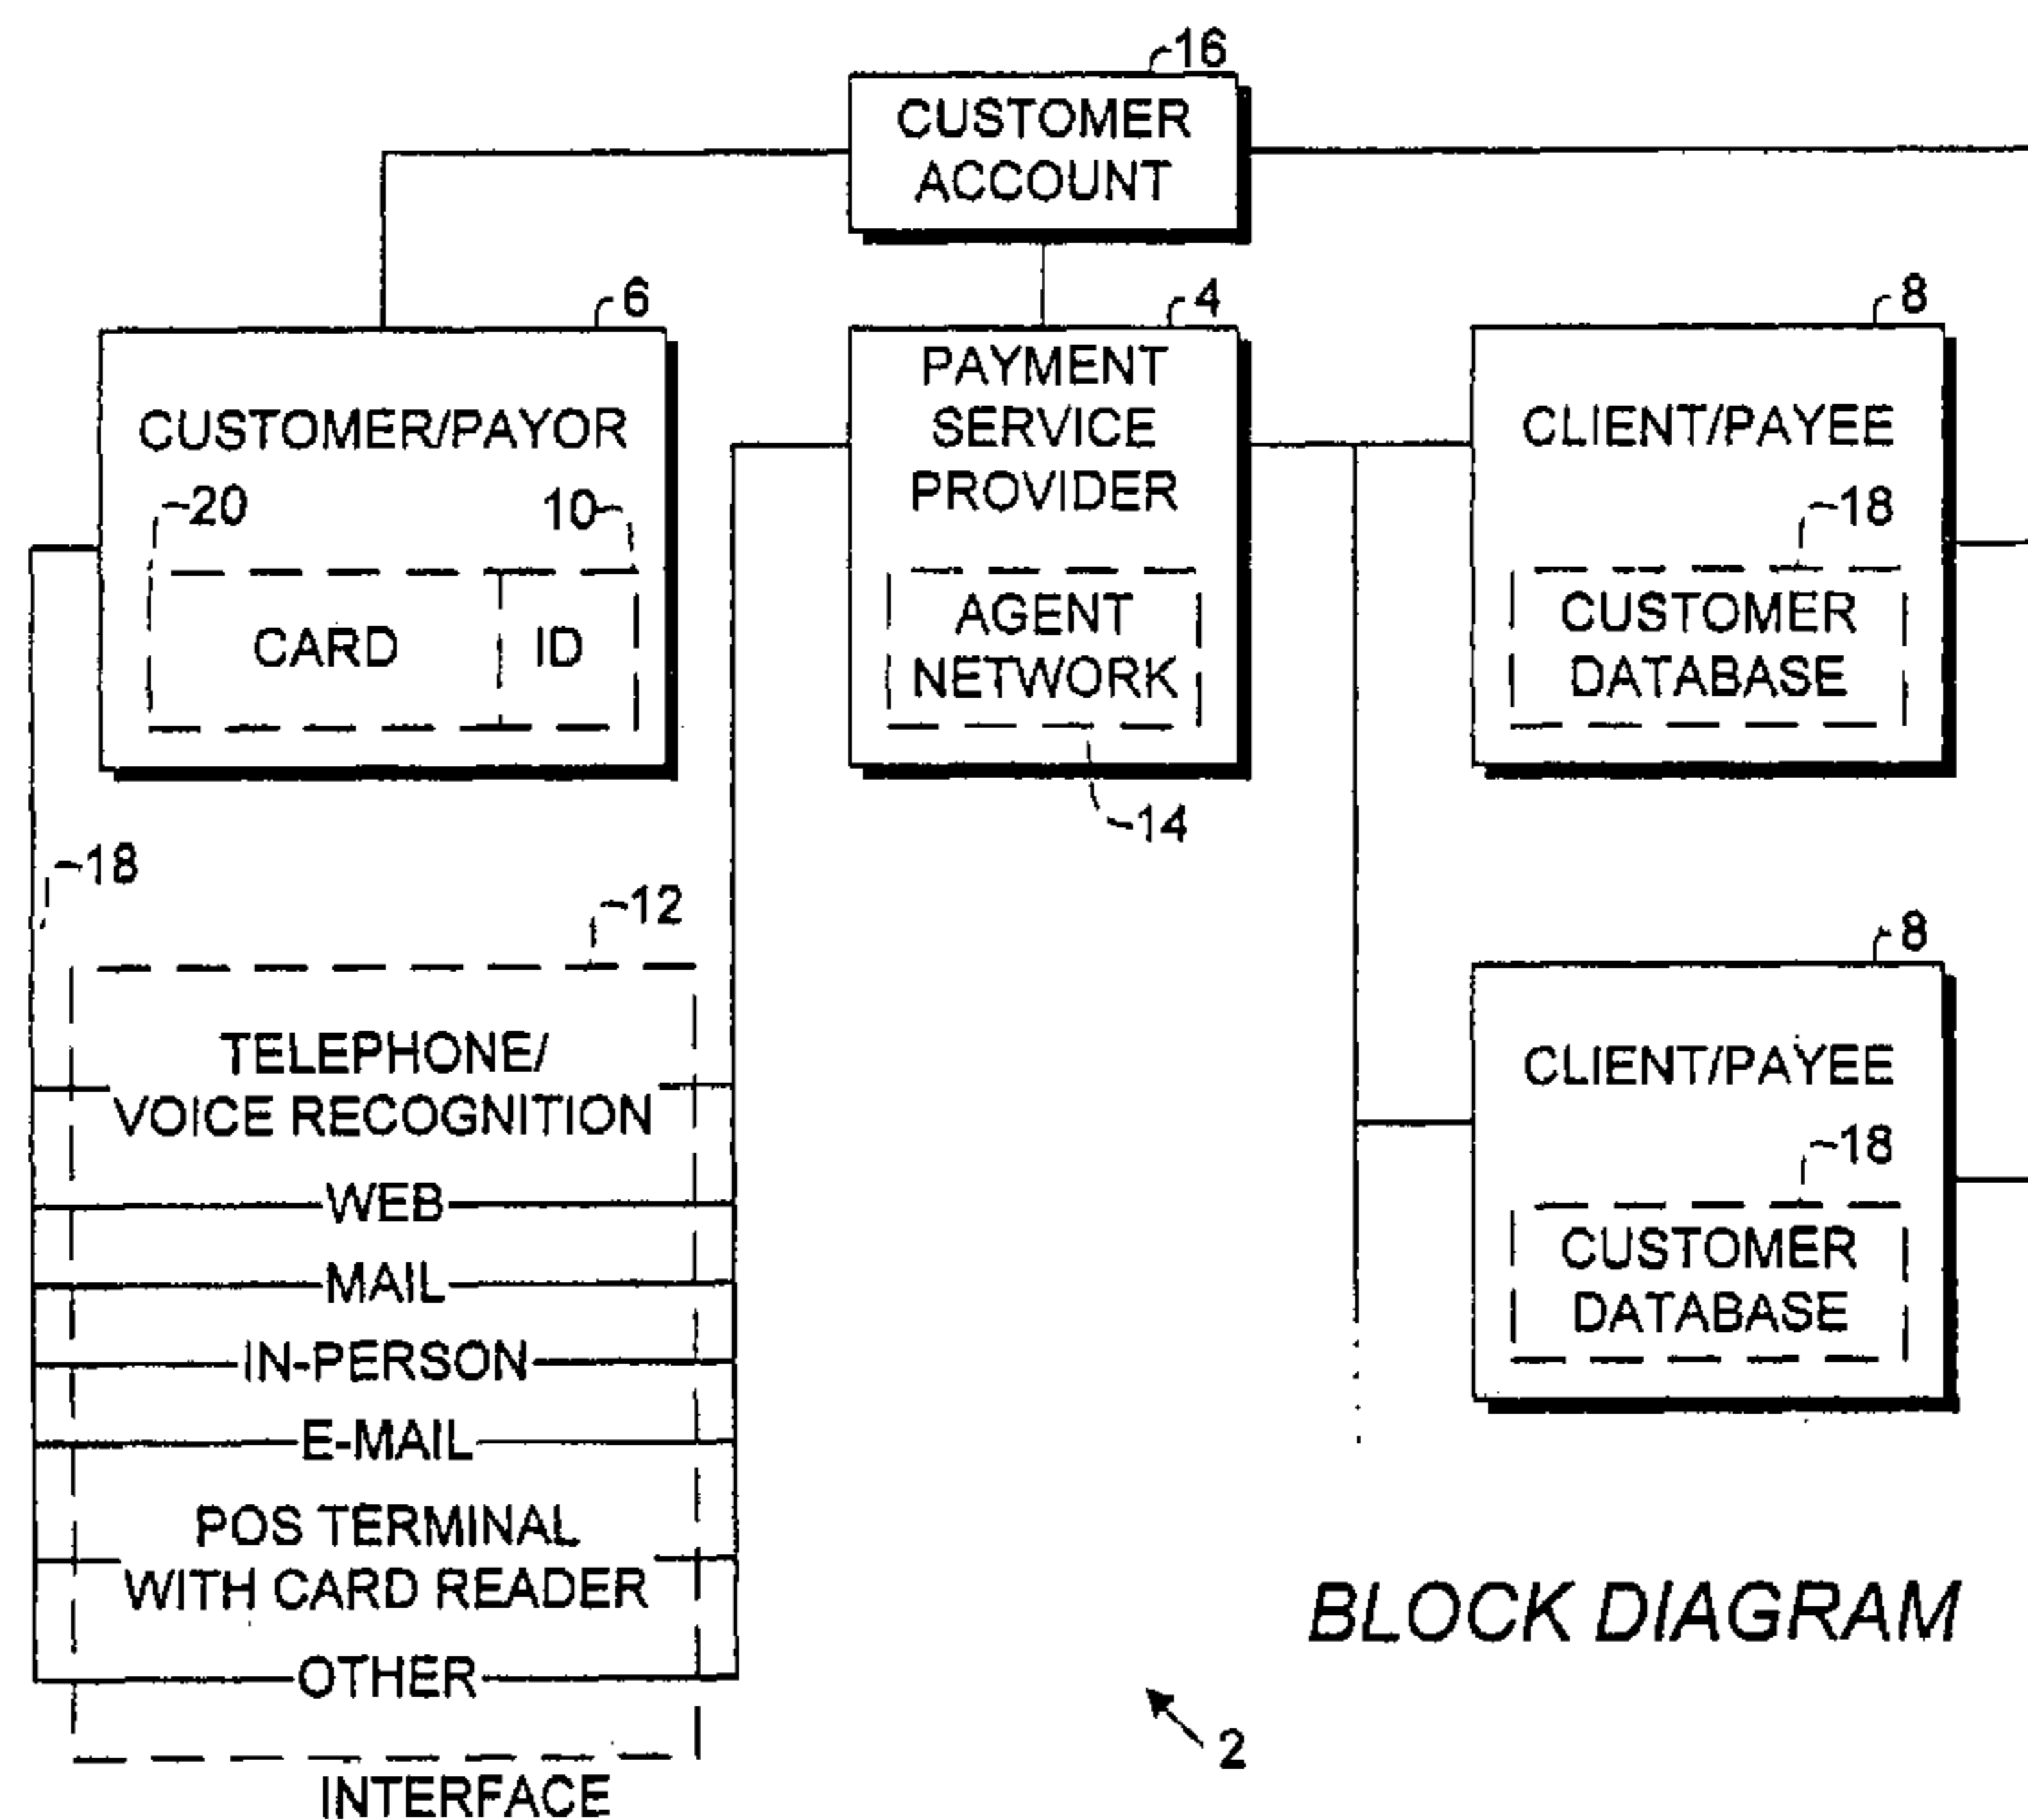 16
CUSTOMER
ACCOUNT
6
4
8
CUSTOMER/PAYOR
20
10
CARD
ID
PAYMENT
SERVICE
PROVIDER
AGENT
NETWORK
14
CLIENT/PAYEE
18
CUSTOMER
DATABASE
18
12
TELEPHONE/
VOICE RECOGNITION
WEB
MAIL
IN-PERSON
E-MAIL
POS TERMINAL
WITH CARD READER
OTHER
INTERFACE
8
CLIENT/PAYEE
18
CUSTOMER
DATABASE
BLOCK DIAGRAM
2